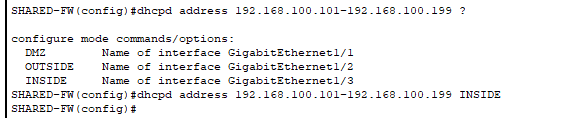 SHARED-FW(config)#dhcpd address 192.168.100.101-192.168.100.199 ?
configure mode commands/options:
DMZ Name of interface GigabitEthernet1/1
OUTSIDE Name of interface GigabitEthernet1/2
INSIDE Name of interface GigabitEthernet1/3
SHARED-FW(config)#dhcpd address 192.168.100.101-192.168.100.199 INSIDE
SHARED-FW(config)#